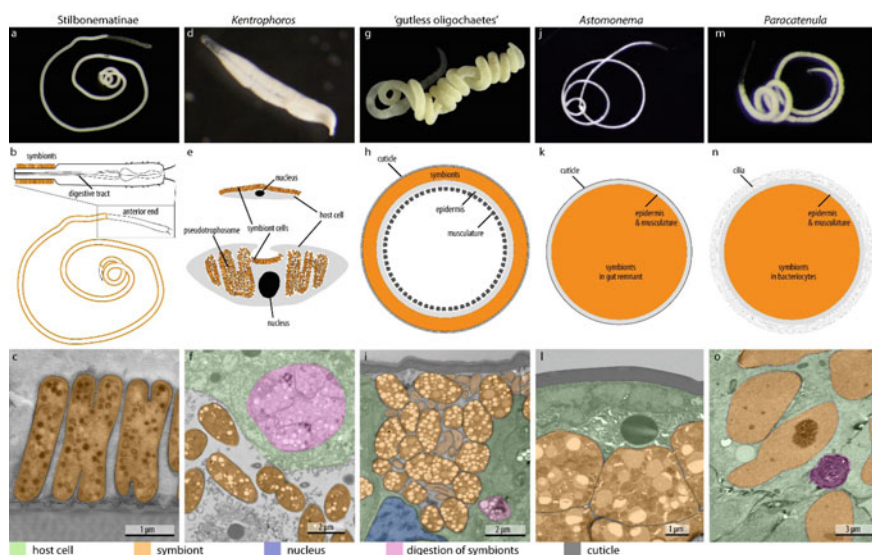 Stilbonematinae
Kentrophoros
'gutless oligochaetes'
Astomonema
Paracatenula
a
d
g
j
m
b
symbionts
digestive tract
anterior end
e
nucleus
symbiont cells
host cell
pseudotrophosome
nucleus
h
cuticle
symbionts
epidermis
musculature
k
cuticle
epidermis
& musculature
symbionts
in gut remnant
n
cilia
epidermis
& musculature
symbionts
in bacteriocytes
c
1 µm
f
2 µm
i
2 µm
l
1 µm
o
3 µm
host cell
symbiont
nucleus
digestion of symbionts
cuticle